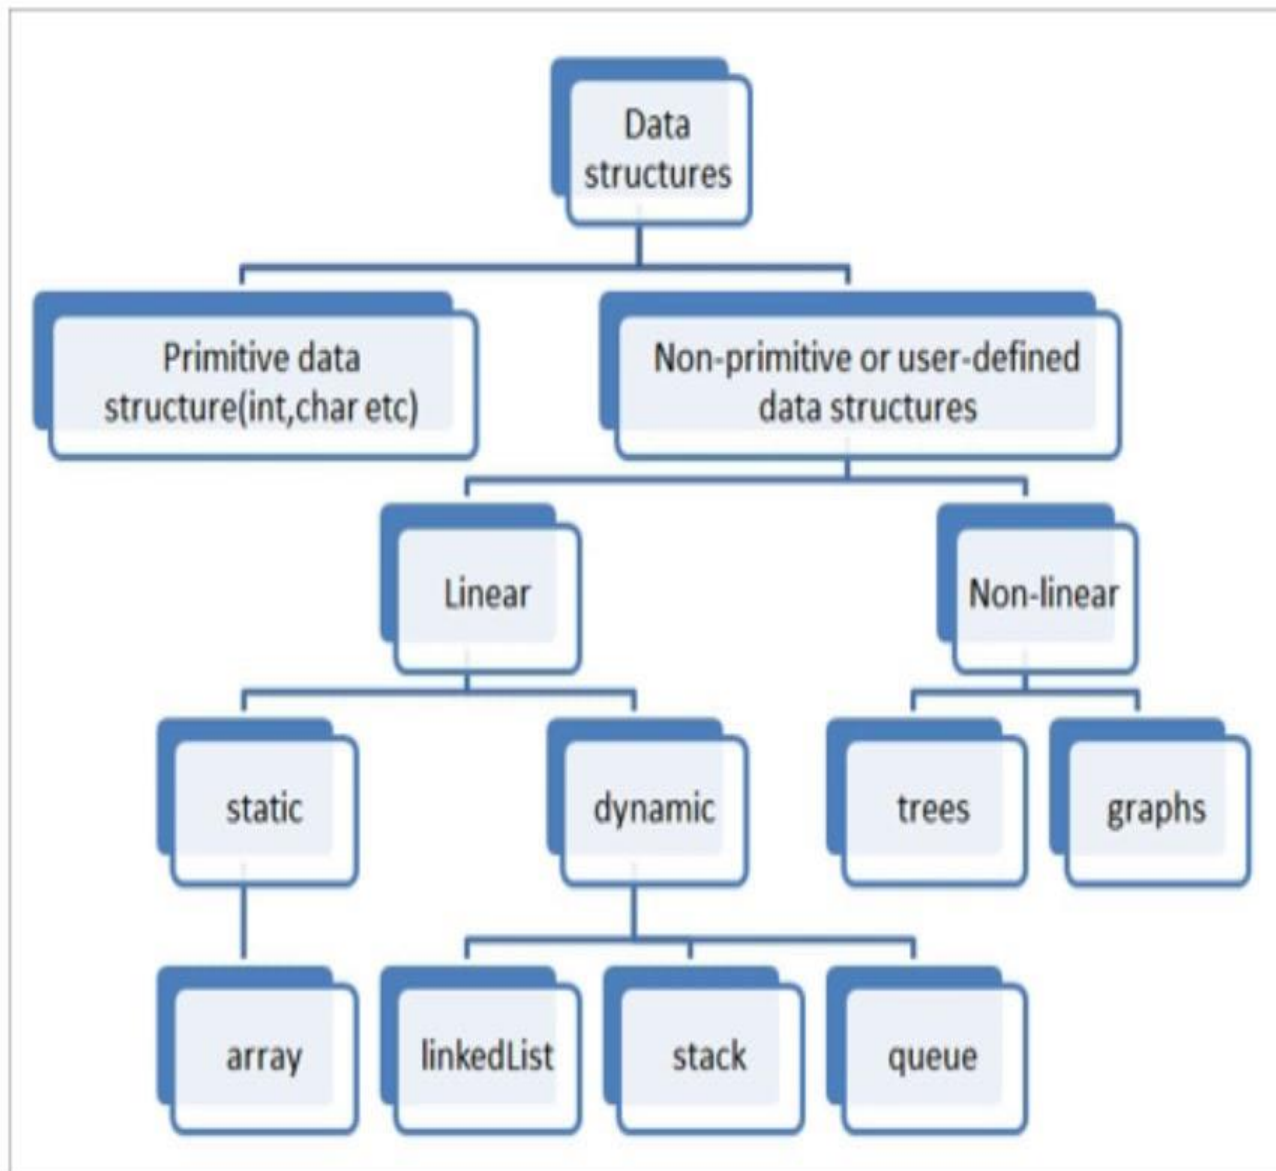 Data
structures
Primitive data
structure(int,char etc)
Non-primitive or user-defined
data structures
Linear
Non-linear
static
dynamic
trees
graphs
array
linkedList
stack
queue